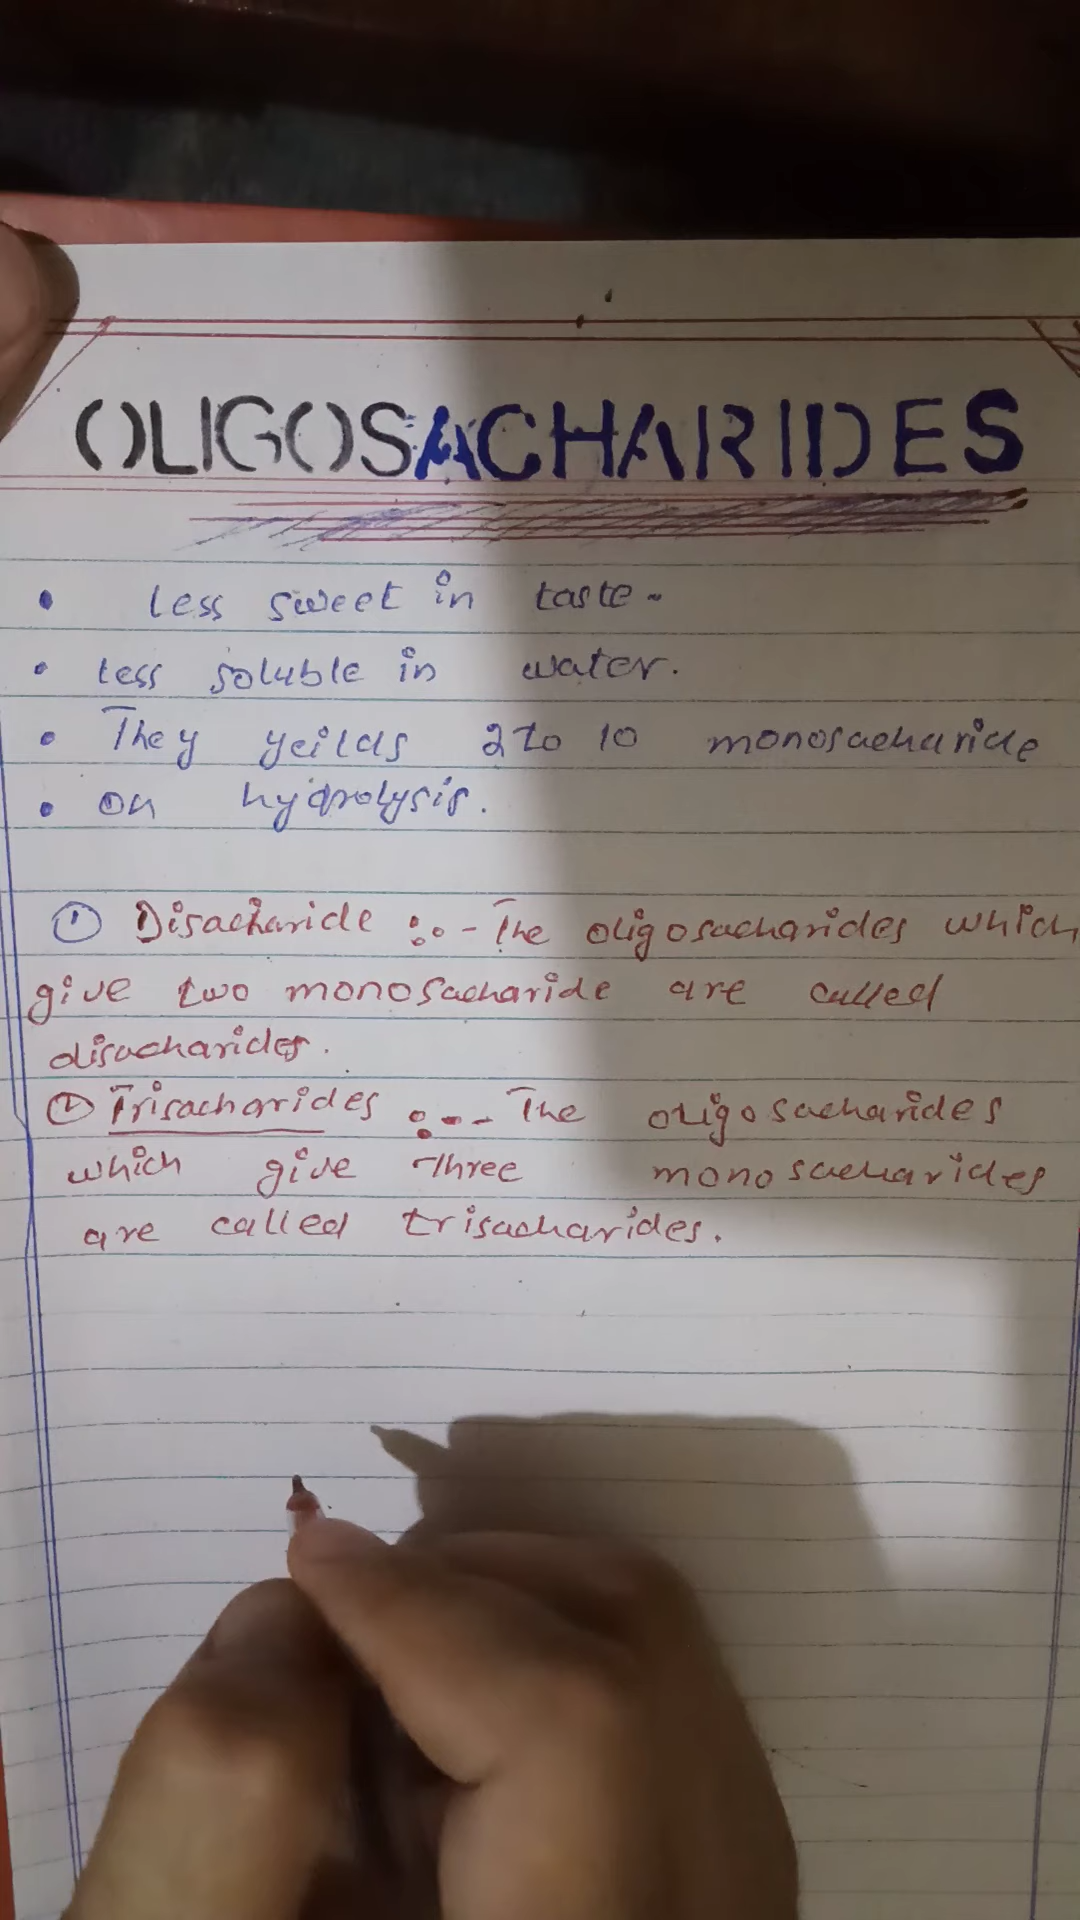 OLIGOSACHARIDES
• less sweet in taste.
• less soluble in water.
• They yeilds 2 to 10 monosacharide
• on hydrolysis.
① Disacharide :- The oligosacharides which
give two monosacharide are called
disacharides.
② Trisacharides :-- The oligosacharides
which give three monosacharides
are called trisacharides.